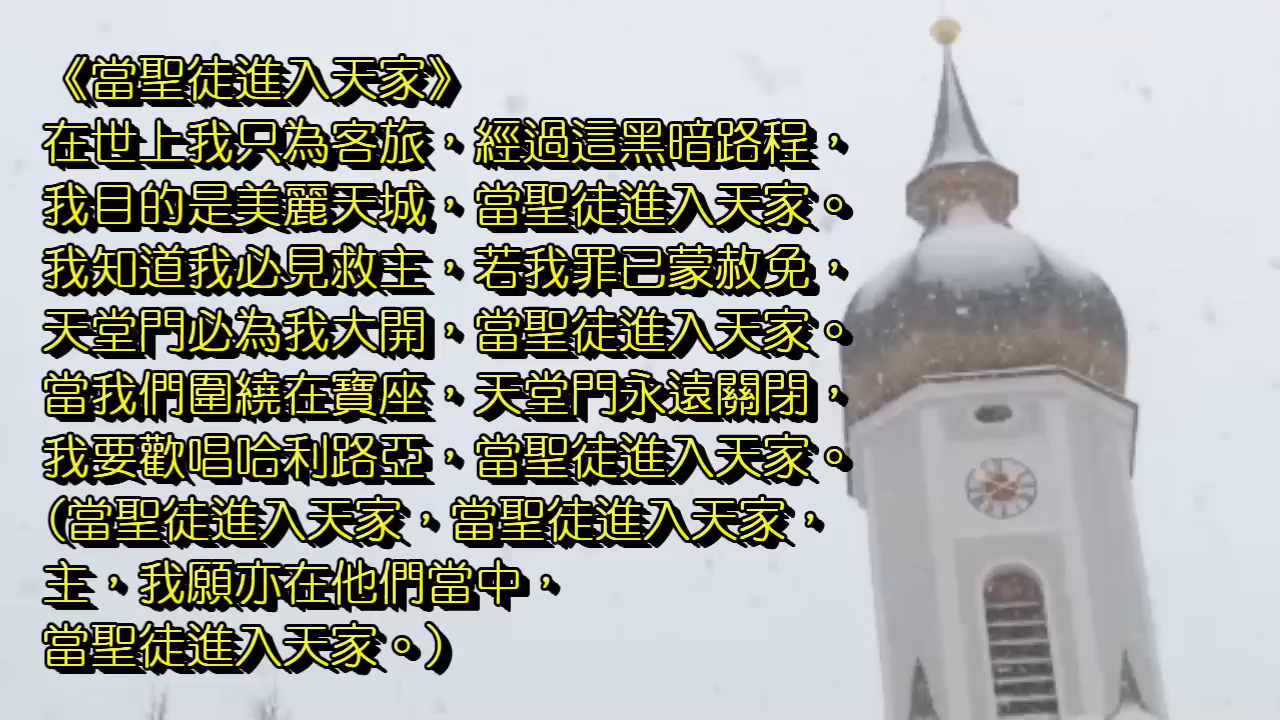 《當聖徒進入天家》
在世上我只為客旅，經過這黑暗路程，
我目的是美麗天城，當聖徒進入天家。
我知道我必見救主，若我罪已蒙赦免，
天堂門必為我大開，當聖徒進入天家。
當我們圍繞在寶座，天堂門永遠關閉，
我要歡唱哈利路亞，當聖徒進入天家。
(當聖徒進入天家，當聖徒進入天家，
主，我願亦在他們當中，
當聖徒進入天家。)